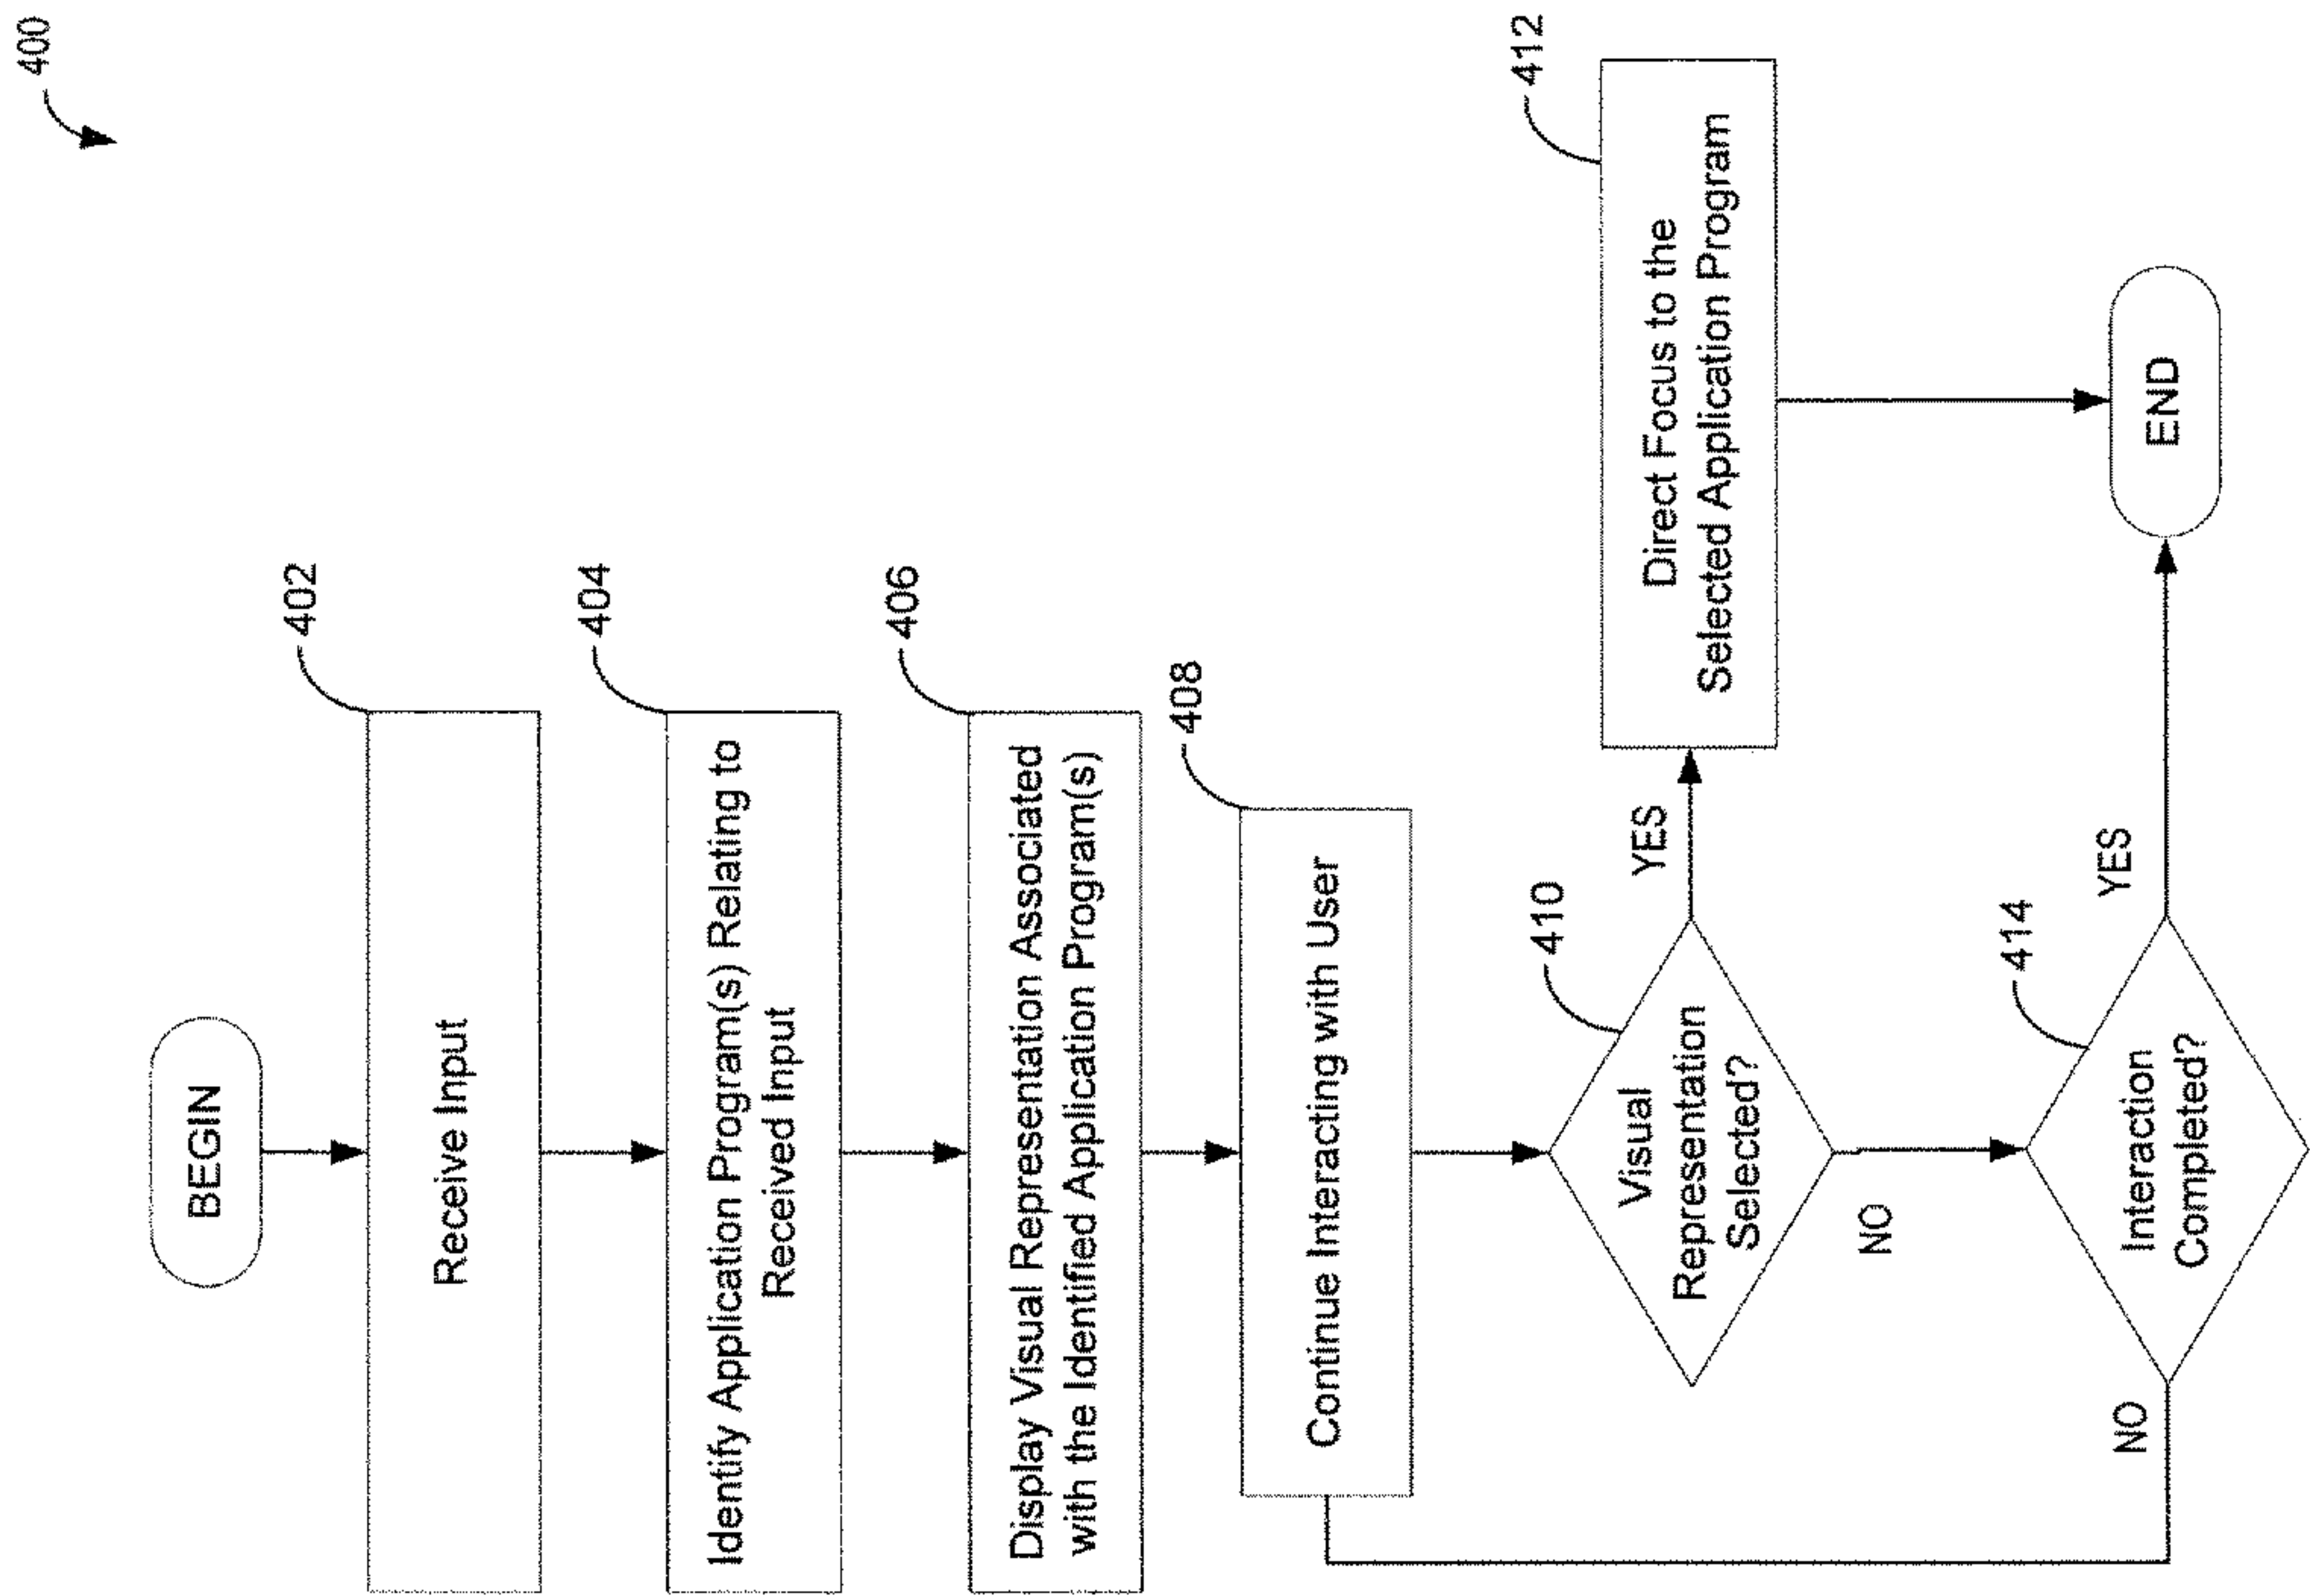 400
BEGIN
402
Receive Input
404
Identify Application Program(s) Relating to
Received Input
406
Display Visual Representation Associated
with the Identified Application Program(s)
408
Continue Interacting with User
410
Visual
Representation
Selected?
YES
412
Direct Focus to the
Selected Application Program
NO
414
Interaction
Completed?
YES
NO
END